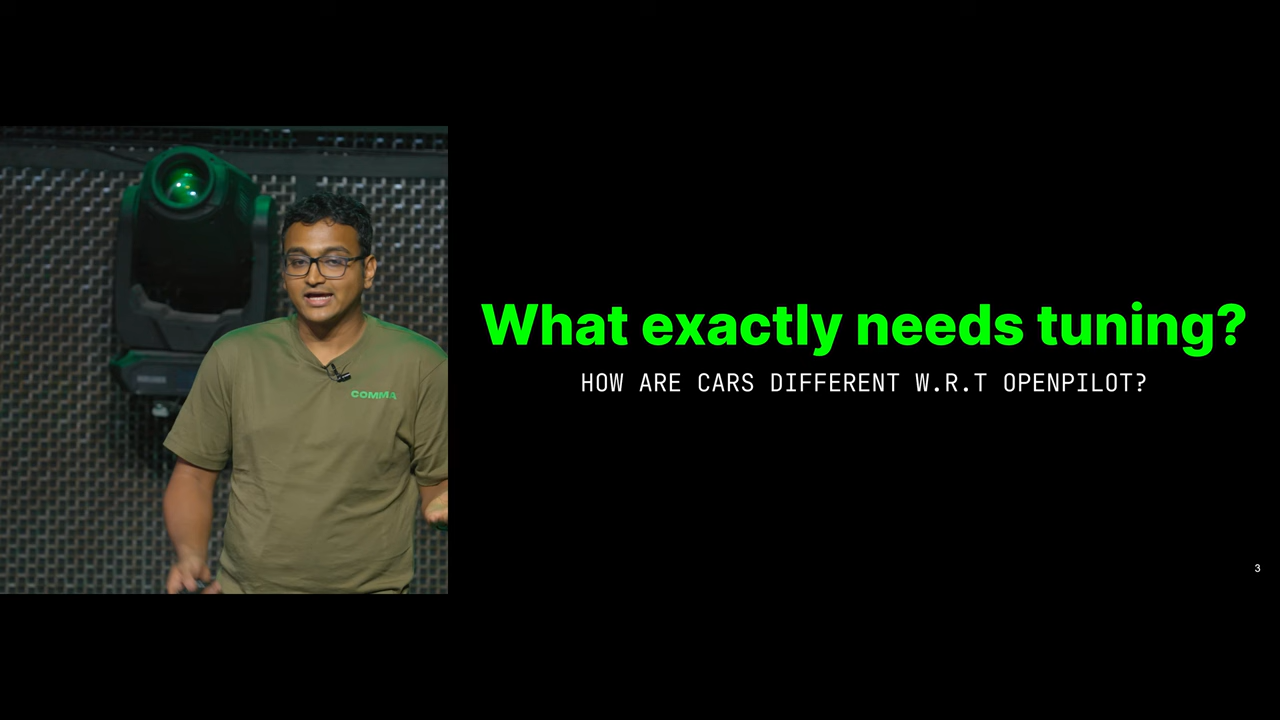 COMMA
What exactly needs tuning?
HOW ARE CARS DIFFERENT W.R.T OPENPILOT?
3